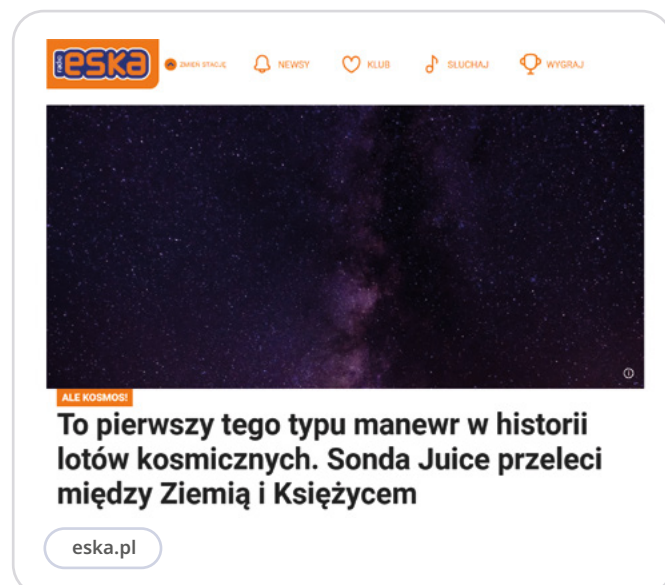 radio eska
ZMIEŃ STACJĘ
NEWSY
KLUB
SŁUCHAJ
WYGRAJ
ALE KOSMOS!
To pierwszy tego typu manewr w historii
lotów kosmicznych. Sonda Juice przeleci
między Ziemią i Księżycem
eska.pl